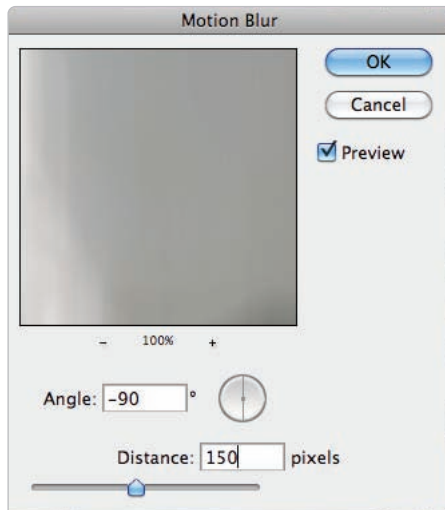 Motion Blur
OK
Cancel
Preview
– 100% +
Angle: -90 °
Distance: 150 pixels